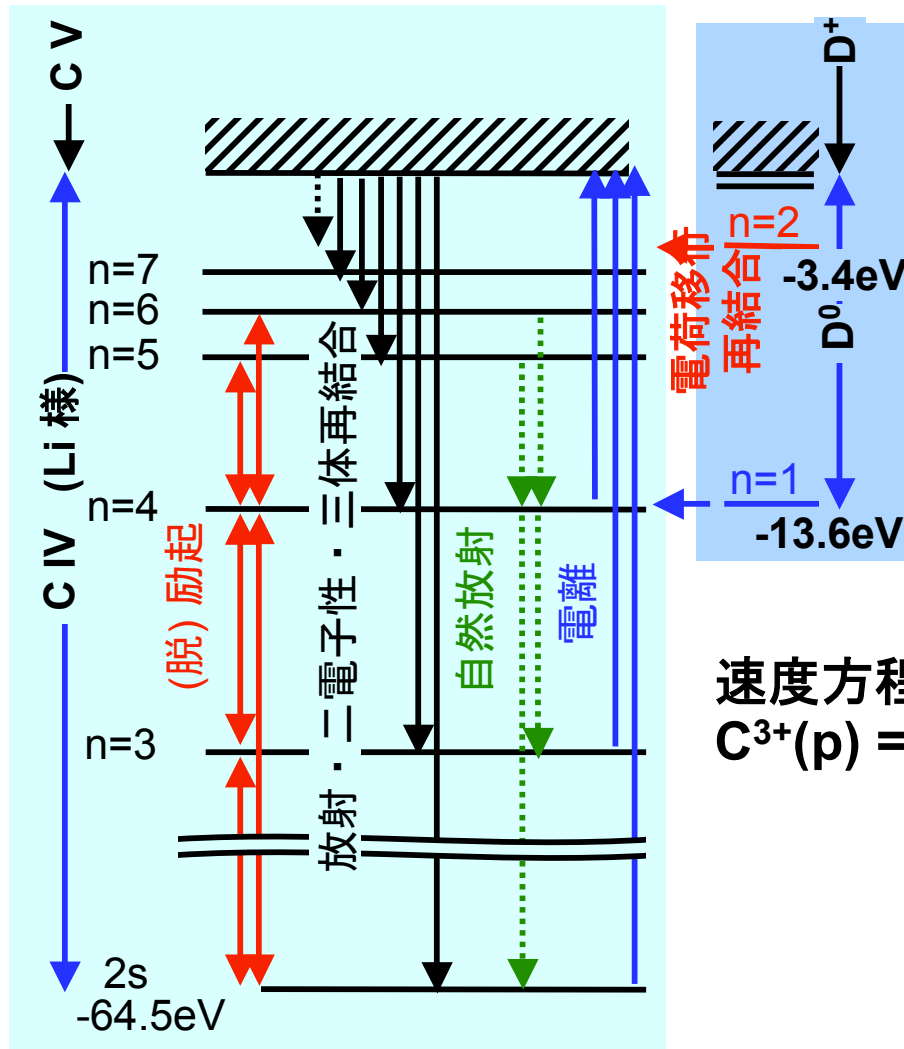 C V
D⁺
n=2
n=7
-3.4eV
n=6
D⁰
n=5
電荷移行
再結合
C IV (Li 様)
n=1
n=4
-13.6eV
(脱) 励起
放射・二電子性・三体再結合
自然放射
電離
n=3
速度方程
C³⁺(p) =
2s
-64.5eV